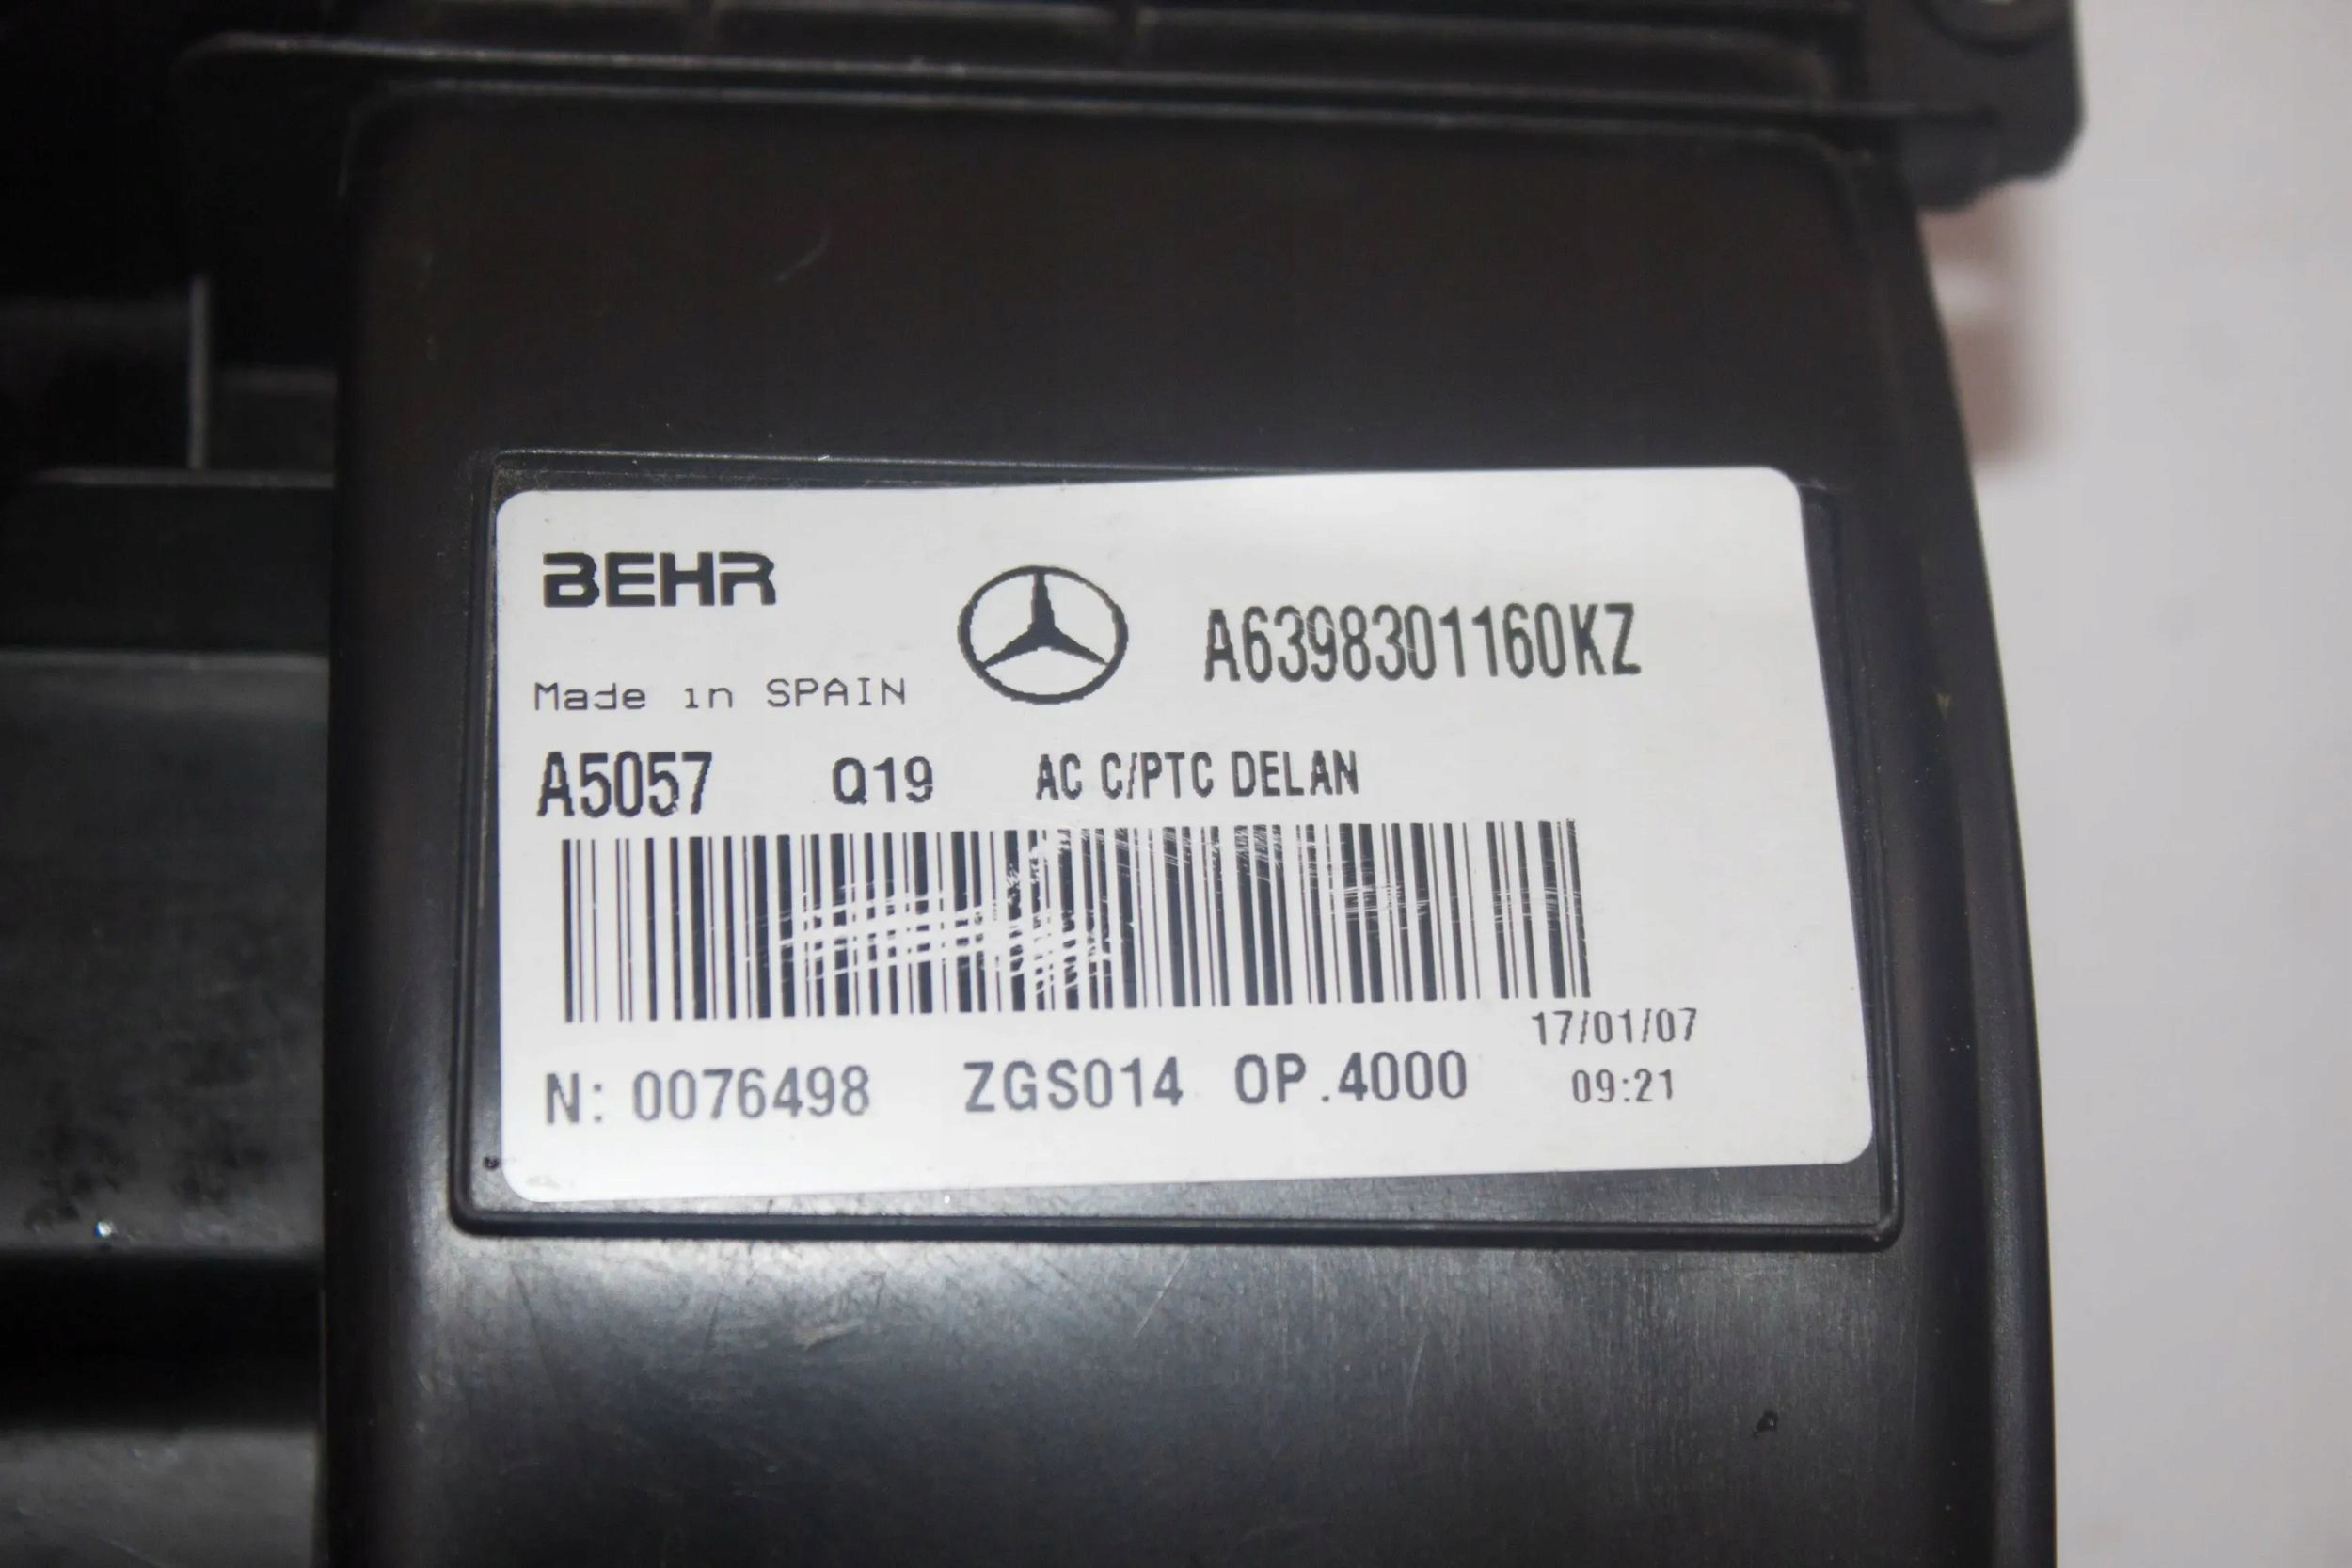 BEHR
A6398301160KZ
Made in SPAIN
A5057 Q19 AC C/PTC DELAN
17/01/07
N: 0076498 ZGS014 OP.4000 09:21